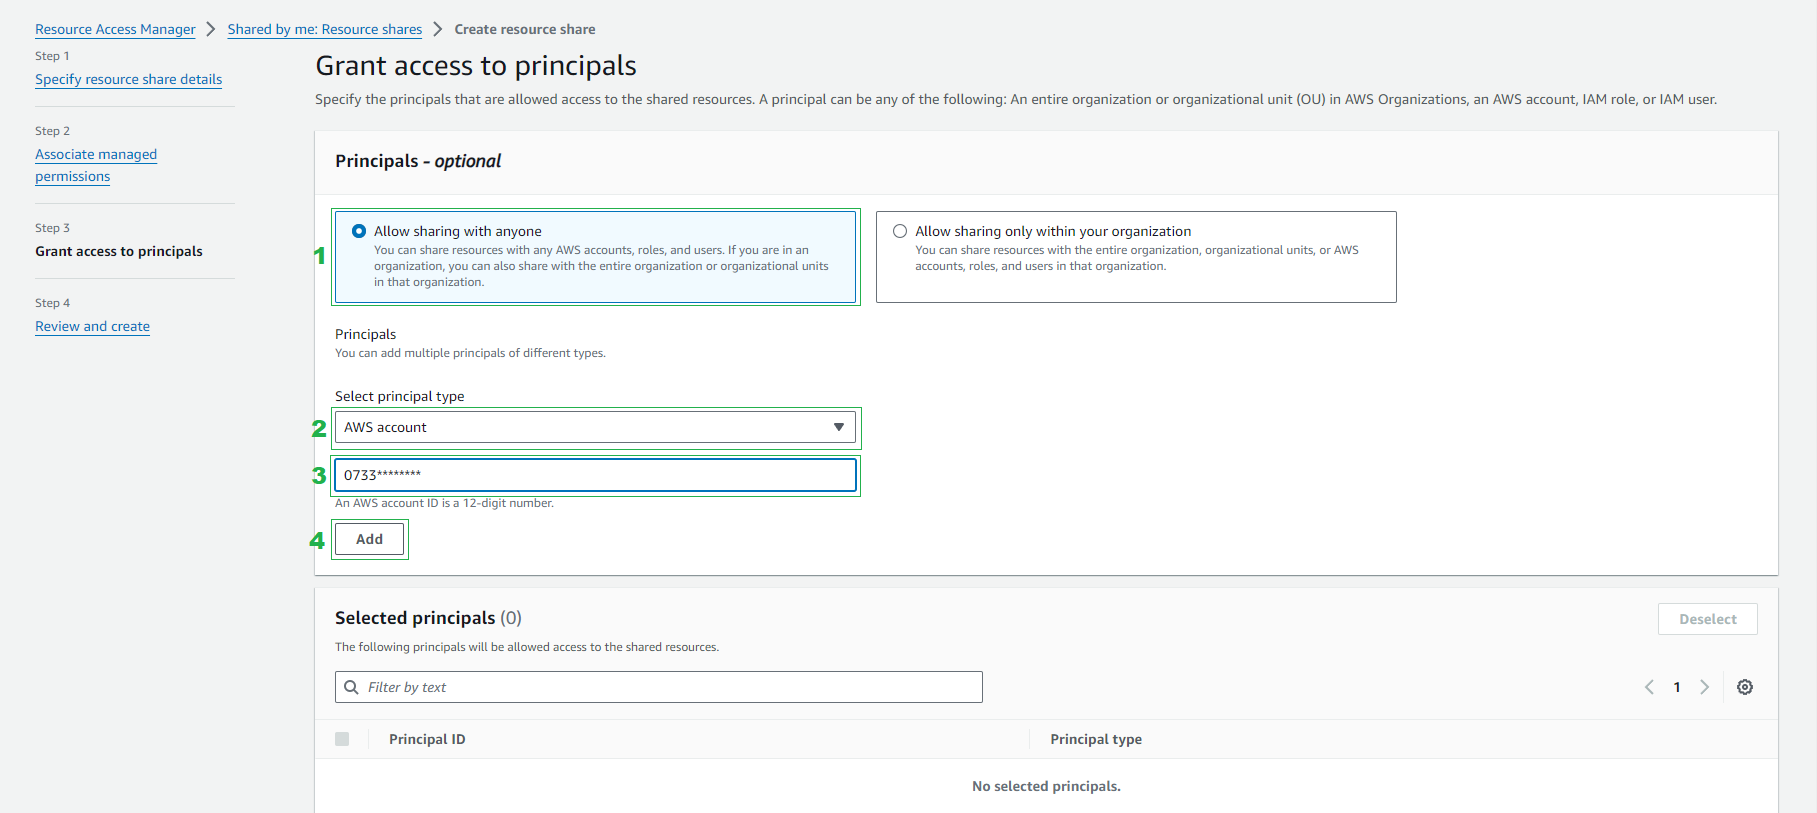 Resource Access Manager > Shared by me: Resource shares > Create resource share
Step 1
Specify resource share details
Step 2
Associate managed
permissions
Step 3
Grant access to principals
Step 4
Review and create
Grant access to principals
Specify the principals that are allowed access to the shared resources. A principal can be any of the following: An entire organization or organizational unit (OU) in AWS Organizations, an AWS account, IAM role, or IAM user.
Principals - optional
1
Allow sharing with anyone
You can share resources with any AWS accounts, roles, and users. If you are in an
organization, you can also share with the entire organization or organizational units
in that organization.
Allow sharing only within your organization
You can share resources with the entire organization, organizational units, or AWS
accounts, roles, and users in that organization.
Principals
You can add multiple principals of different types.
Select principal type
2 AWS account
3 0733********
An AWS account ID is a 12-digit number.
4 Add
Selected principals (0)
Deselect
The following principals will be allowed access to the shared resources.
Filter by text
1
Principal ID Principal type
No selected principals.